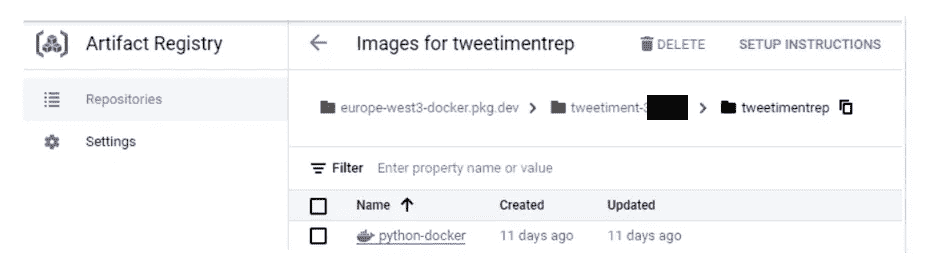 Artifact Registry
Images for tweetimentrep
DELETE
SETUP INSTRUCTIONS
Repositories
Settings
europe-west3-docker.pkg.dev > tweetiment- > tweetimentrep
Filter Enter property name or value
Name Created Updated
python-docker 11 days ago 11 days ago